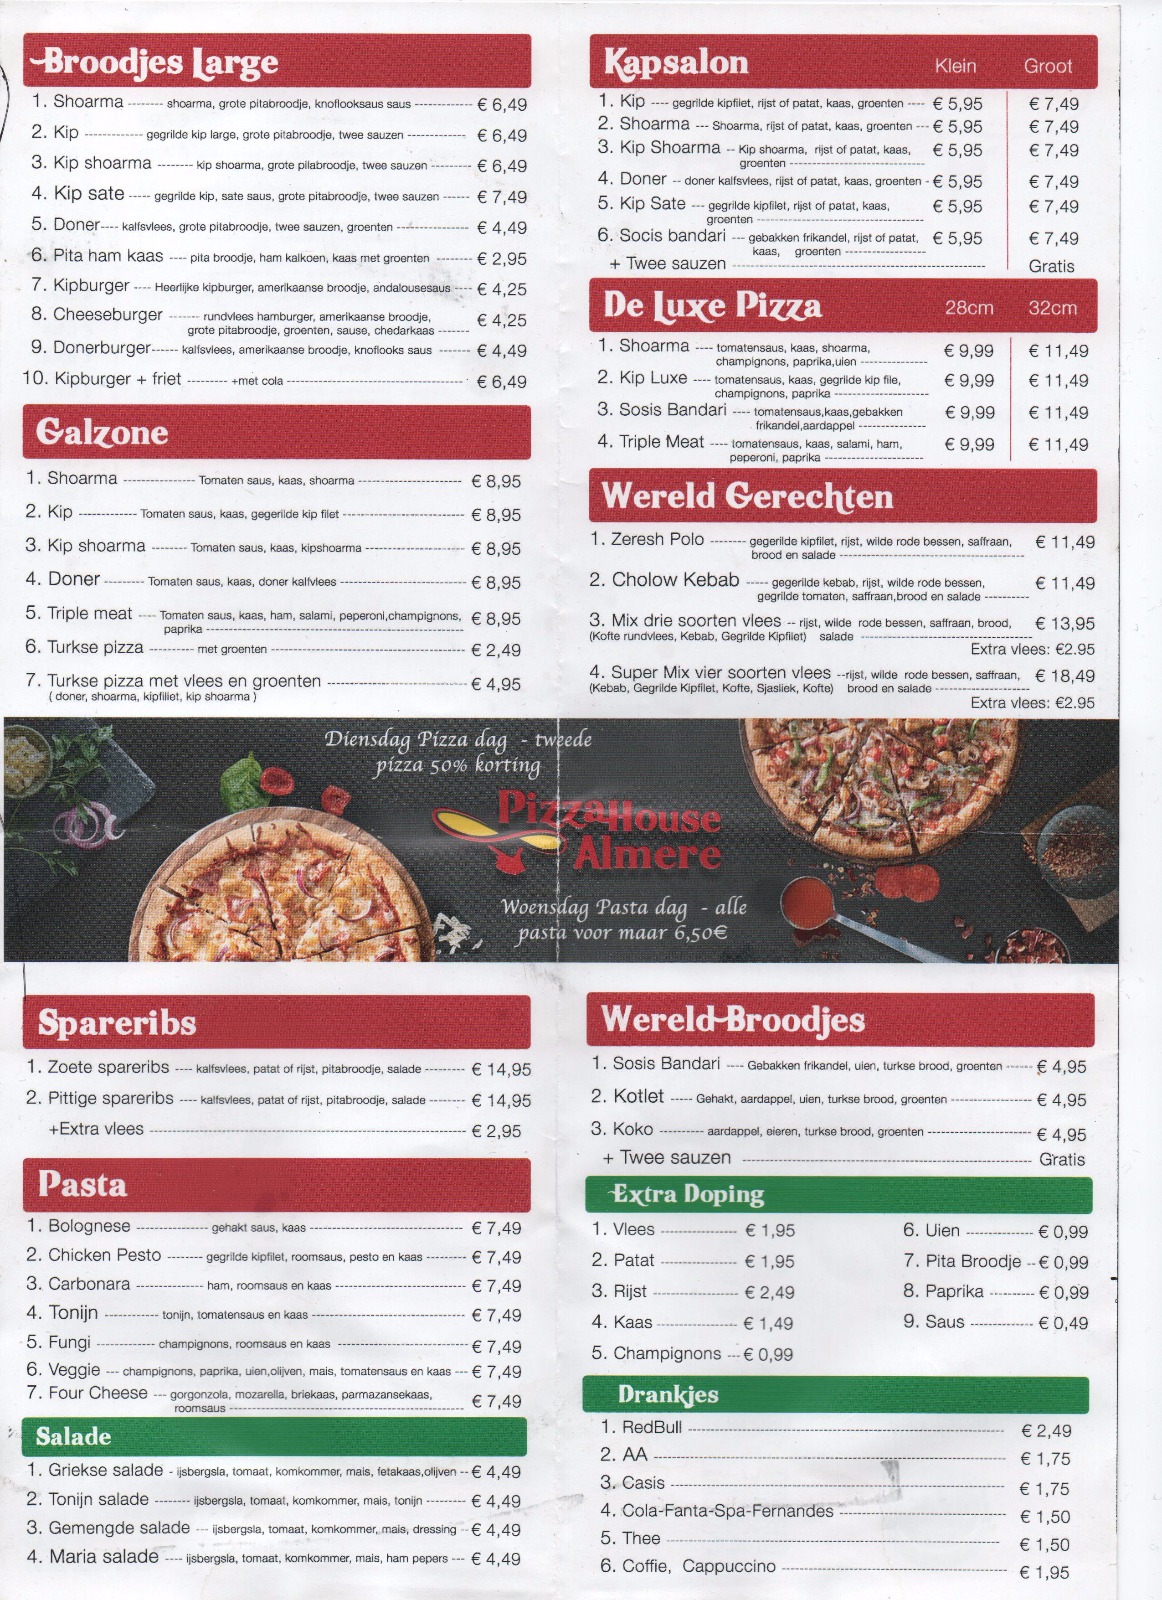 Broodjes Large
1. Shoarma -------- shoarma, grote pitabroodje, knoflooksaus saus ------------- € 6,49
2. Kip -------------- gegrilde kip large, grote pitabroodje, twee sauzen ------------- € 6,49
3. Kip shoarma -------- kip shoarma, grote pilabroodje, twee sauzen ---------- € 6,49
4. Kip sate ----- gegrilde kip, sate saus, grote pitabroodje, twee sauzen ------ € 7,49
5. Doner---- kalfsvlees, grote pitabroodje, twee sauzen, groenten ---------------- € 4,49
6. Pita ham kaas ---- pita broodje, ham kalkoen, kaas met groenten -------- € 2,95
7. Kipburger ---- Heerlijke kipburger, amerikaanse broodje, andalousesaus ---- € 4,25
8. Cheeseburger ------- rundvlees hamburger, amerikaanse broodje, € 4,25
grote pitabroodje, groenten, sause, chedarkaas -------
9. Donerburger------ kalfsvlees, amerikaanse broodje, knoflooks saus ------- € 4,49
10. Kipburger + friet --------- +met cola ---------------------------------------- € 6,49
Galzone
1. Shoarma ---------------- Tomaten saus, kaas, shoarma ----------------------- € 8,95
2. Kip ------------- Tomaten saus, kaas, gegerilde kip filet --------------------------- € 8,95
3. Kip shoarma -------- Tomaten saus, kaas, kipshoarma ---------------------- € 8,95
4. Doner --------- Tomaten saus, kaas, doner kalfvlees --------------------------- € 8,95
5. Triple meat ---- Tomaten saus, kaas, ham, salami, peperoni,champignons, € 8,95
paprika ---------------------------------------------------------
6. Turkse pizza ---------- met groenten ------------------------------------------- € 2,49
7. Turkse pizza met vlees en groenten ------------------------------- € 4,95
( doner, shoarma, kipfiliet, kip shoarma )
Kapsalon Klein Groot
1. Kip ---- gegrilde kipfilet, rijst of patat, kaas, groenten ---- € 5,95 € 7,49
2. Shoarma --- Shoarma, rijst of patat, kaas, groenten --- € 5,95 € 7,49
3. Kip Shoarma -- Kip shoarma, rijst of patat, kaas, € 5,95 € 7,49
groenten ------------------------------
4. Doner -- doner kalfsvlees, rijst of patat, kaas, groenten - € 5,95 € 7,49
5. Kip Sate --- gegrilde kipfilet, rijst of patat, kaas, € 5,95 € 7,49
groenten --------------------------------------
6. Socis bandari --- gebakken frikandel, rijst of patat, € 5,95 € 7,49
kaas, groenten ------------------
+ Twee sauzen -------------------------------------------------------- Gratis
De Luxe Pizza 28cm 32cm
1. Shoarma ---- tomatensaus, kaas, shoarma, € 9,99 € 11,49
champignons, paprika,uien ---------------
2. Kip Luxe ---- tomatensaus, kaas, gegrilde kip file, € 9,99 € 11,49
champignons, paprika ---------------------
3. Sosis Bandari ---- tomatensaus,kaas,gebakken € 9,99 € 11,49
frikandel,aardappel ---------------
4. Triple Meat ---- tomatensaus, kaas, salami, ham, € 9,99 € 11,49
peperoni, paprika ----------------------
Wereld Gerechten
1. Zeresh Polo -------- gegerilde kipfilet, rijst, wilde rode bessen, saffraan, € 11,49
brood en salade -----------------------------------------
2. Cholow Kebab ----- gegerilde kebab, rijst, wilde rode bessen, € 11,49
gegrilde tomaten, saffraan,brood en salade ----------
3. Mix drie soorten vlees -- rijst, wilde rode bessen, saffraan, brood, € 13,95
(Kofte rundvlees, Kebab, Gegrilde Kipfilet) salade --------------------------------------
Extra vlees: €2.95
4. Super Mix vier soorten vlees --rijst, wilde rode bessen, saffraan, € 18,49
(Kebab, Gegrilde Kipfilet, Kofte, Sjasliek, Kofte) brood en salade ---------------------
Extra vlees: €2.95
Diensdag Pizza dag - tweede
pizza 50% korting
PizzaHouse
Almere
Woensdag Pasta dag - alle
pasta voor maar 6,50€
Spareribs
1. Zoete spareribs ---- kalfsvlees, patat of rijst, pitabroodje, salade --------- € 14,95
2. Pittige spareribs ---- kalfsvlees, patat of rijst, pitabroodje, salade -------- € 14,95
+Extra vlees ---------------------------------------------------------------- € 2,95
Pasta
1. Bolognese ---------------- gehakt saus, kaas ---------------------------------- € 7,49
2. Chicken Pesto -------- gegrilde kipfilet, roomsaus, pesto en kaas --------- € 7,49
3. Carbonara --------------- ham, roomsaus en kaas ----------------------------- € 7,49
4. Tonijn ------------------ tonijn, tomatensaus en kaas ----------------------------------- € 7,49
5. Fungi ------------- champignons, roomsaus en kaas ----------------------------- € 7,49
6. Veggie --- champignons, paprika, uien,olijven, mais, tomatensaus en kaas --- € 7,49
7. Four Cheese --- gorgonzola, mozarella, briekaas, parmazansekaas, € 7,49
roomsaus ----------------------------------------------------
Salade
1. Griekse salade - ijsbergsla, tomaat, komkommer, mais, fetakaas,olijven -- € 4,49
2. Tonijn salade -------- ijsbergsla, tomaat, komkommer, mais, tonijn --------- € 4,49
3. Gemengde salade --- ijsbergsla, tomaat, komkommer, mais, dressing - € 4,49
4. Maria salade ---- ijsbergsla, tomaat, komkommer, mais, ham pepers --- € 4,49
Wereld-Broodjes
1. Sosis Bandari ---- Gebakken frikandel, uien, turkse brood, groenten ------ € 4,95
2. Kotlet ----- Gehakt, aardappel, uien, turkse brood, groenten ------------------ € 4,95
3. Koko ---------- aardappel, eieren, turkse brood, groenten ----------------------- € 4,95
+ Twee sauzen ---------------------------------------------------------------- Gratis
Extra Doping
1. Vlees ----------------- € 1,95
2. Patat ----------------- € 1,95
3. Rijst ------------------ € 2,49
4. Kaas ------------------ € 1,49
5. Champignons --- € 0,99
6. Uien ---------------- € 0,99
7. Pita Broodje -- € 0,99
8. Paprika ---------- € 0,99
9. Saus -------------- € 0,49
Drankjes
1. RedBull ---------------------------------------------------------------------- € 2,49
2. AA ---------------------------------------------------------------------------- € 1,75
3. Casis ------------------------------------------------------------------------- € 1,75
4. Cola-Fanta-Spa-Fernandes ------------------------------------- € 1,50
5. Thee ------------------------------------------------------------------------- € 1,50
6. Coffie, Cappuccino -------------------------------------------------- € 1,95